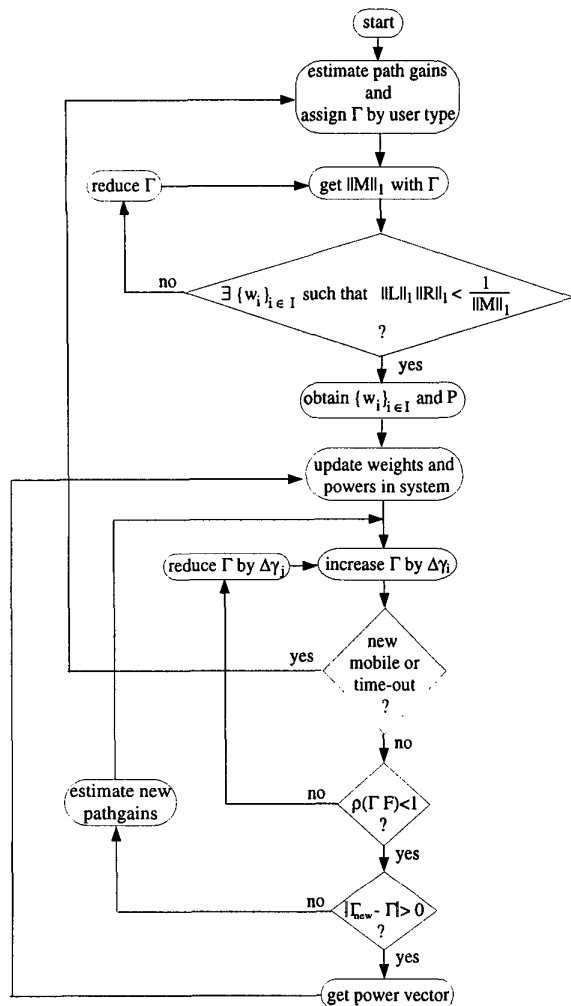 start
estimate path gains
and
assign Γ by user type
reduce Γ
get ||M||₁ with Γ
no
∃ {wᵢ}ᵢ∈I such that ||L||₁ ||R||₁ < 1/||M||₁
?
yes
obtain {wᵢ}ᵢ∈I and P
update weights and
powers in system
reduce Γ by Δγⱼ
increase Γ by Δγᵢ
yes
new
mobile or
time-out
?
no
estimate new
pathgains
no
ρ(Γ F)<1
?
yes
no
|Γnew - Γ| > 0
?
yes
get power vector